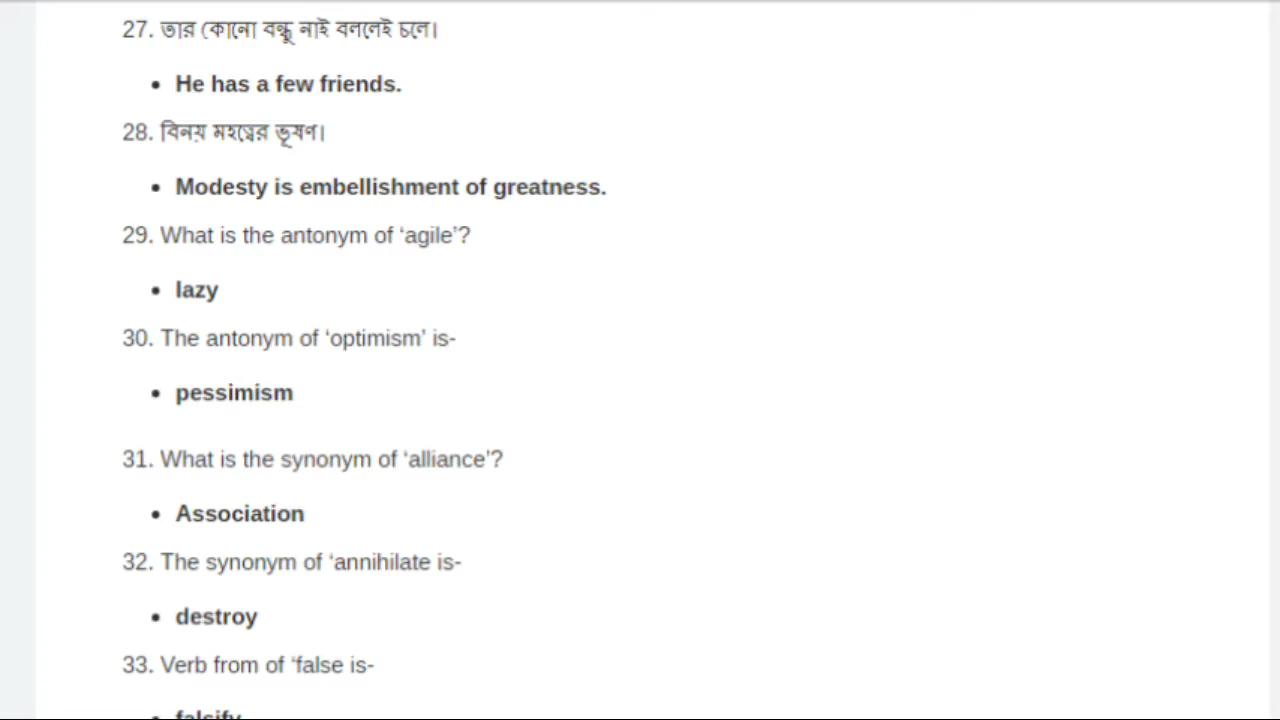 27. তার কোনো বন্ধু নাই বললেই চলে।
• He has a few friends.
28. বিনয় মহত্ত্বের ভূষণ।
• Modesty is embellishment of greatness.
29. What is the antonym of ‘agile’?
• lazy
30. The antonym of ‘optimism’ is-
• pessimism
31. What is the synonym of ‘alliance’?
• Association
32. The synonym of ‘annihilate is-
• destroy
33. Verb from of ‘false is-
• falsify